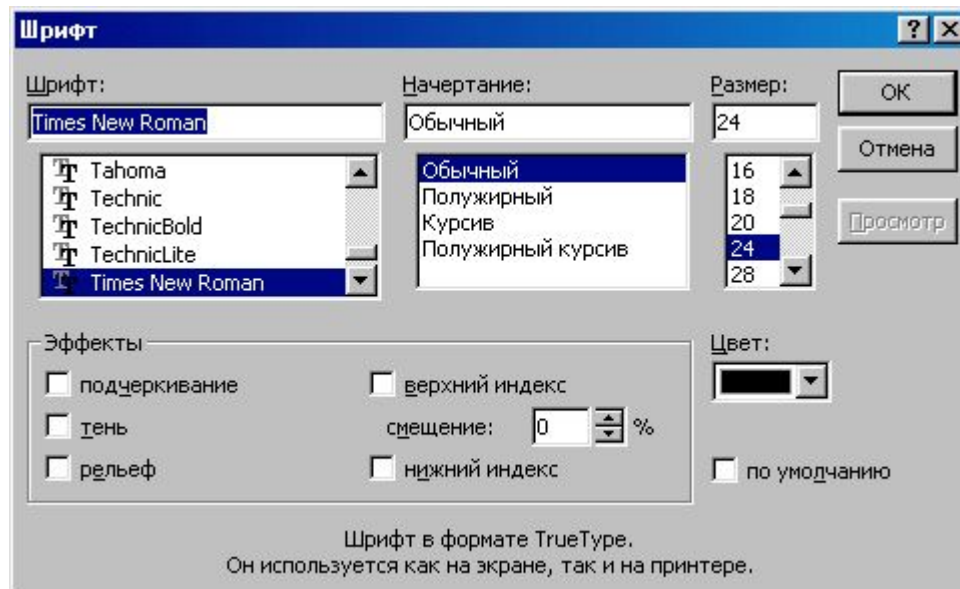 Шрифт
Шрифт:
Times New Roman
Tahoma
Technic
TechnicBold
TechnicLite
Times New Roman
Начертание:
Обычный
Обычный
Полужирный
Курсив
Полужирный курсив
Размер:
24
16
18
20
24
28
ОК
Отмена
Просмотр
Эффекты
подчеркивание
тень
рельеф
верхний индекс
смещение: 0 %
нижний индекс
Цвет:
по умолчанию
Шрифт в формате TrueType.
Он используется как на экране, так и на принтере.